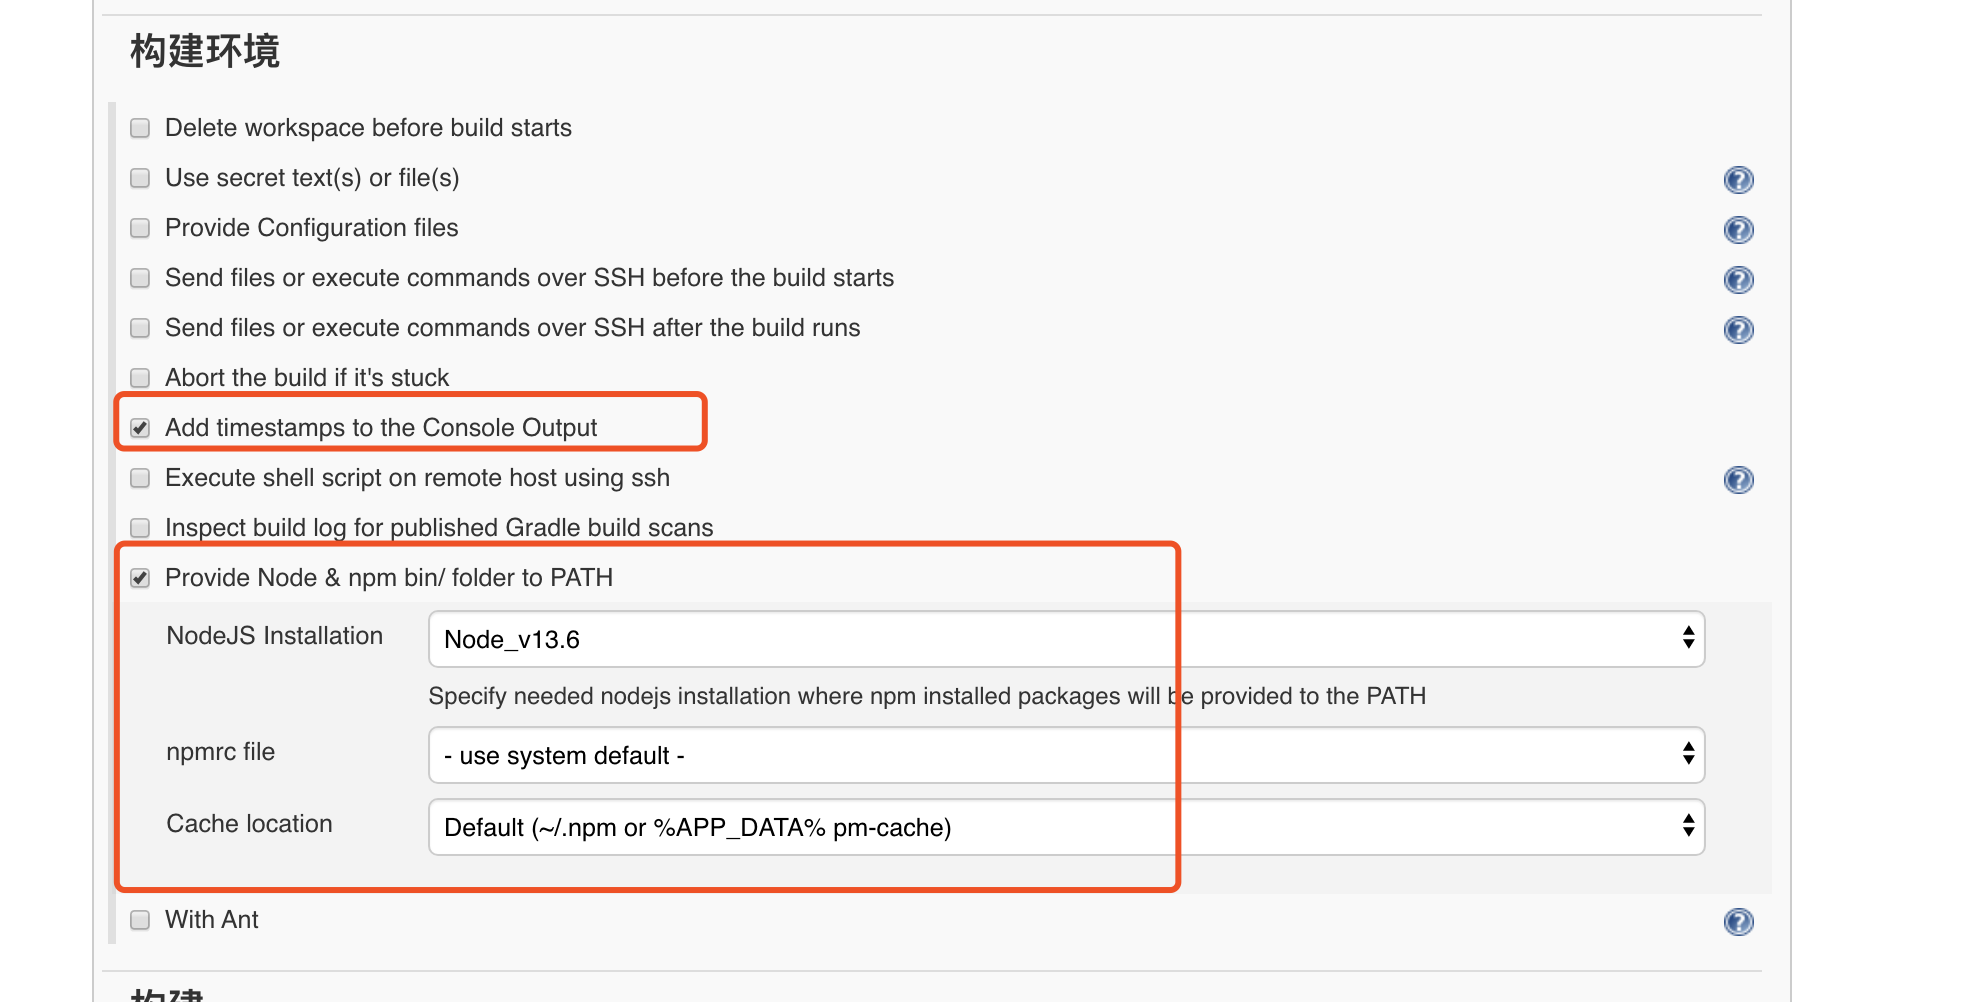 构建环境
Delete workspace before build starts
Use secret text(s) or file(s)
Provide Configuration files
Send files or execute commands over SSH before the build starts
Send files or execute commands over SSH after the build runs
Abort the build if it's stuck
Add timestamps to the Console Output
Execute shell script on remote host using ssh
Inspect build log for published Gradle build scans
Provide Node & npm bin/ folder to PATH
NodeJS Installation Node_v13.6
Specify needed nodejs installation where npm installed packages will be provided to the PATH
npmrc file - use system default -
Cache location Default (~/.npm or %APP_DATA% pm-cache)
With Ant
构建